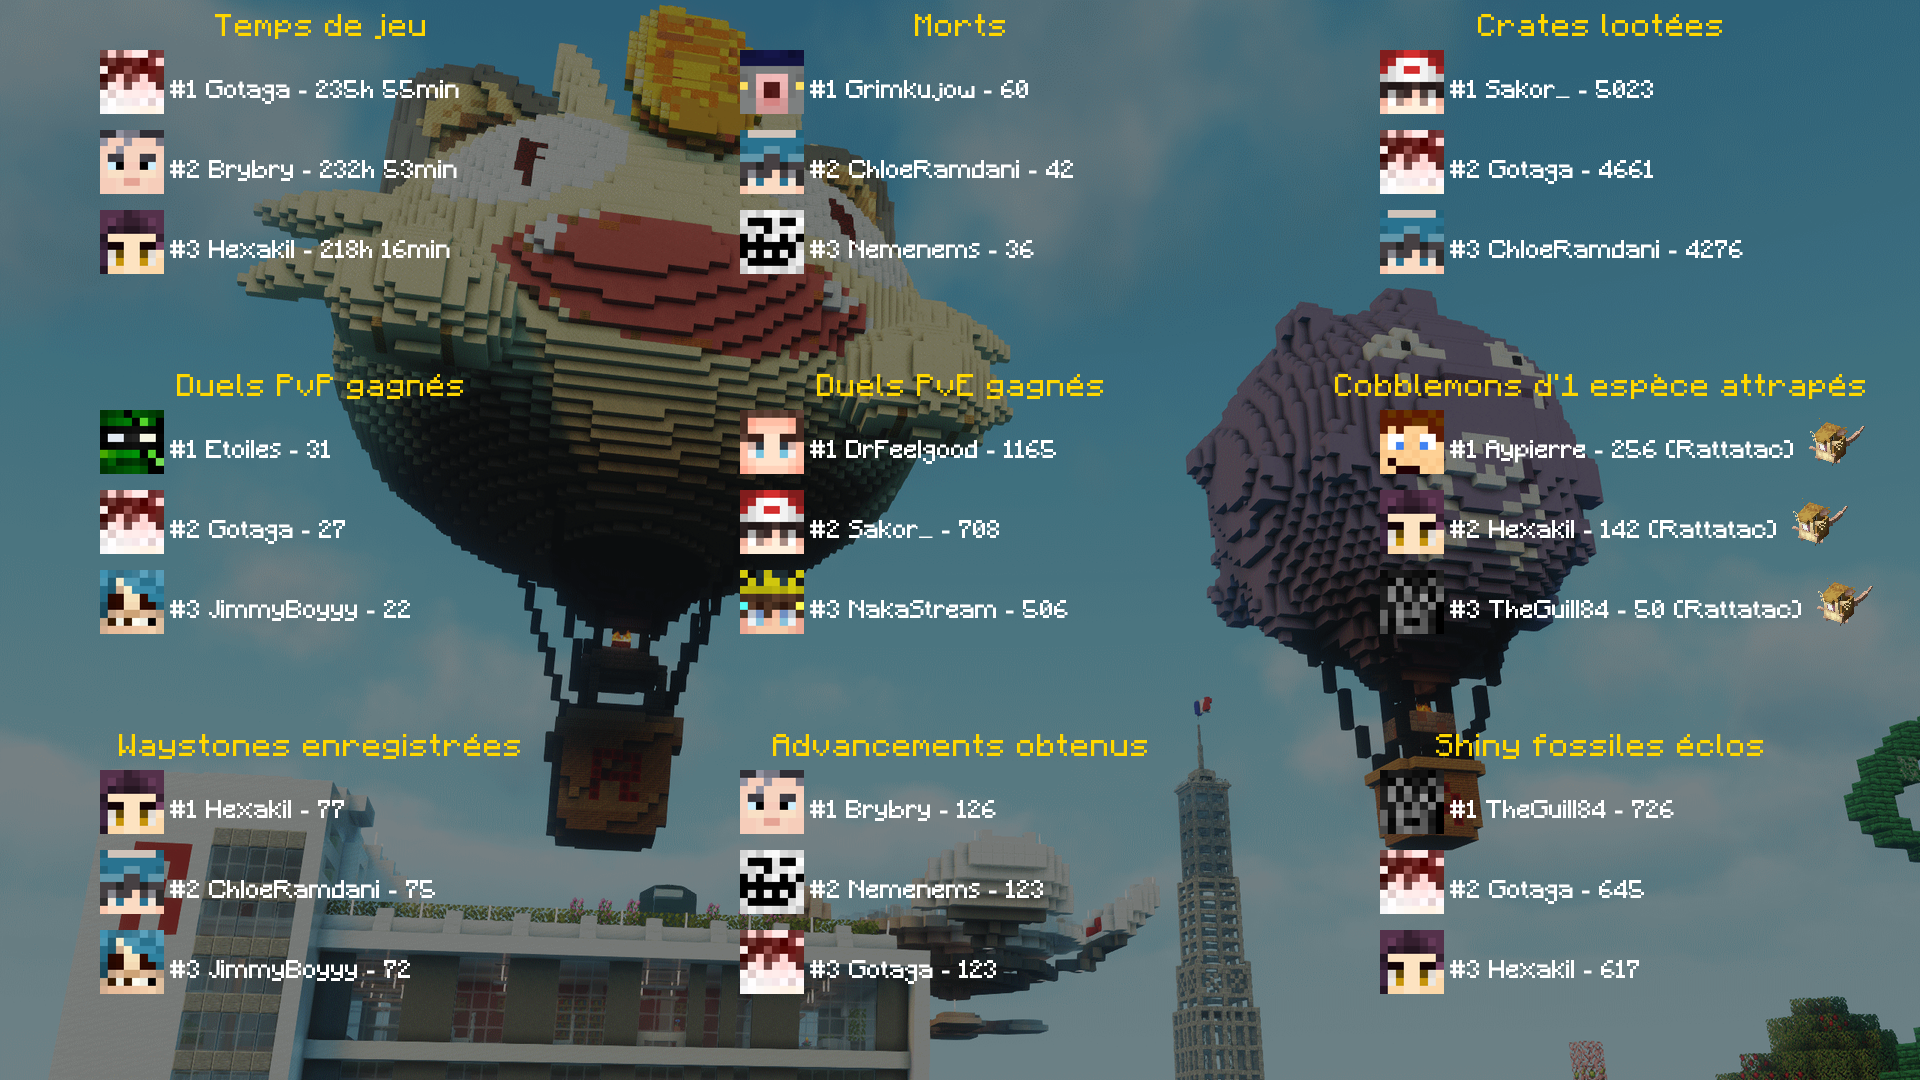 Temps de jeu
#1 Gotaga - 235h 55min
#2 Brybry - 232h 53min
#3 Hexakil - 218h 16min
Morts
#1 Grimkujow - 60
#2 ChloeRamdani - 42
#3 Nemenems - 36
Crates lootées
#1 Sakor_ - 5023
#2 Gotaga - 4661
#3 ChloeRamdani - 4276
Duels PvP gagnés
#1 Etoiles - 31
#2 Gotaga - 27
#3 JimmyBoyyy - 22
Duels PvE gagnés
#1 DrFeelgood - 1165
#2 Sakor_ - 708
#3 NakaStream - 506
Cobblemons d'1 espèce attrapés
#1 Aypierre - 256 (Rattatac)
#2 Hexakil - 142 (Rattatac)
#3 TheGuill84 - 50 (Rattatac)
Waystones enregistrées
#1 Hexakil - 77
#2 ChloeRamdani - 75
#3 JimmyBoyyy - 72
Advancements obtenus
#1 Brybry - 126
#2 Nemenems - 123
#3 Gotaga - 123
Shiny fossiles éclos
#1 TheGuill84 - 726
#2 Gotaga - 645
#3 Hexakil - 617